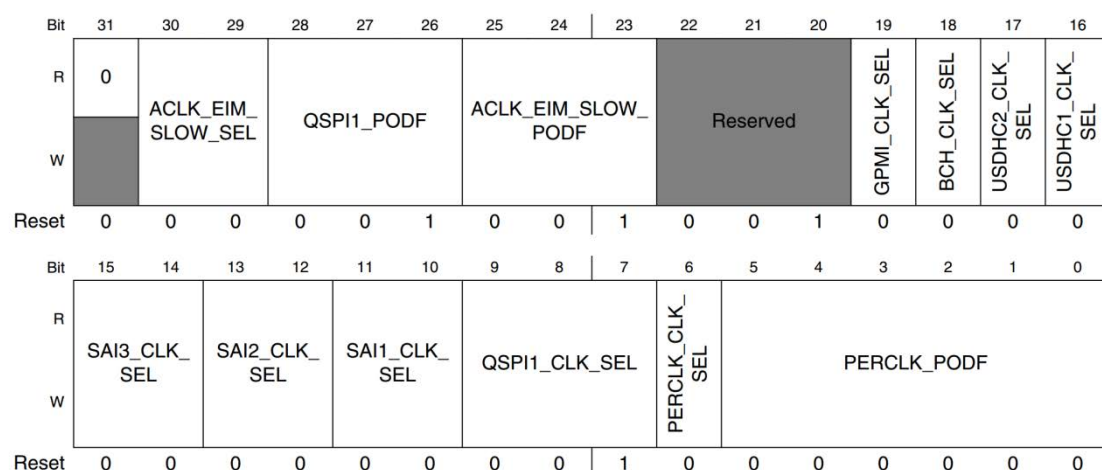 Bit 31 30 29 28 27 26 25 24 23 22 21 20 19 18 17 16
R 0
ACLK_EIM_
SLOW_SEL
QSPI1_PODF
ACLK_EIM_SLOW_
PODF
Reserved
GPMI_CLK_SEL
BCH_CLK_SEL
USDHC2_CLK_
SEL
USDHC1_CLK_
SEL
W
Reset 0 0 0 0 0 1 0 0 1 0 0 1 0 0 0 0
Bit 15 14 13 12 11 10 9 8 7 6 5 4 3 2 1 0
R
SAI3_CLK_
SEL
SAI2_CLK_
SEL
SAI1_CLK_
SEL
QSPI1_CLK_SEL
PERCLK_CLK_
SEL
PERCLK_PODF
W
Reset 0 0 0 0 0 0 0 0 1 0 0 0 0 0 0 0